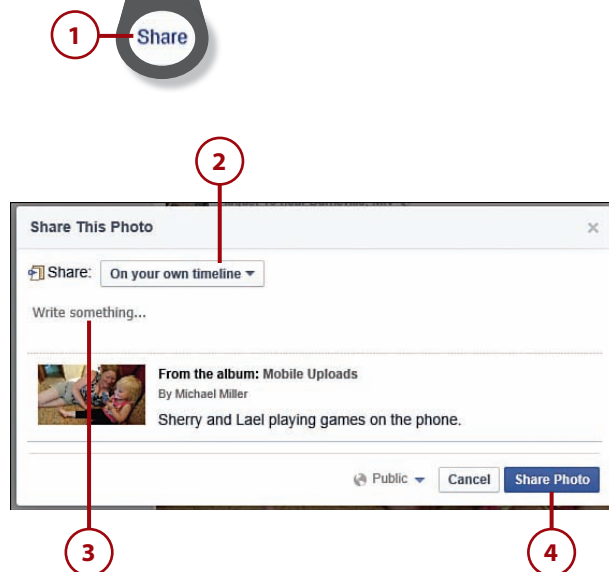 1
Share
2
Share This Photo
Share: On your own timeline
Write something...
From the album: Mobile Uploads
By Michael Miller
Sherry and Lael playing games on the phone.
Public Cancel Share Photo
3 4